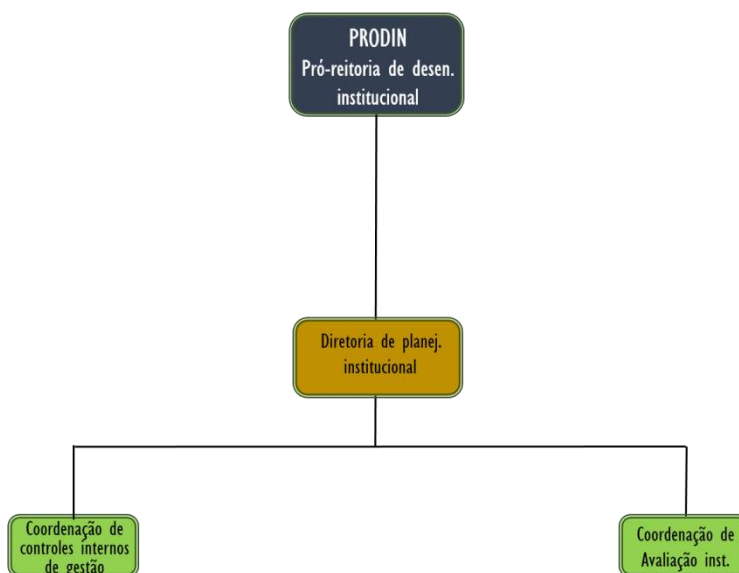 PRODIN
Pró-reitoria de desen.
institucional
Diretoria de planej.
institucional
Coordenação de
controles internos
de gestão
Coordenação de
Avaliação inst.